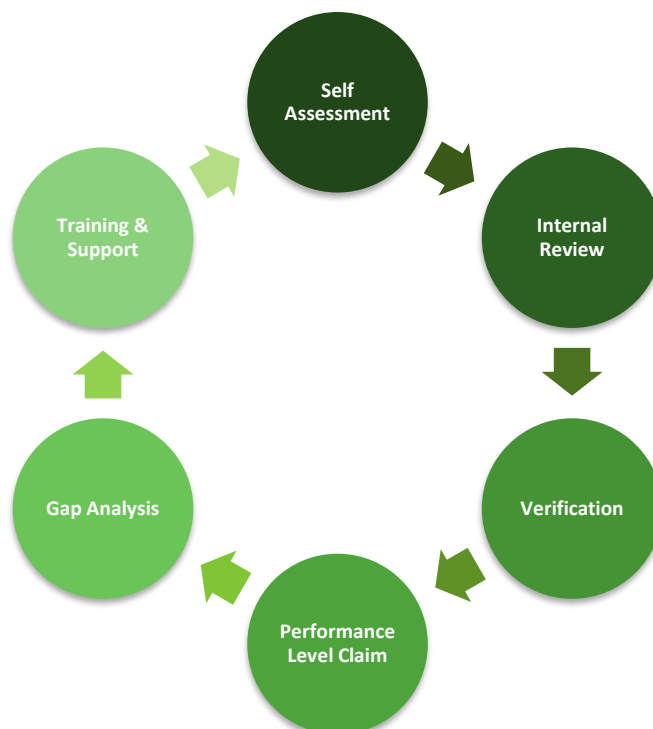 Self
Assessment
Internal
Review
Verification
Performance
Level Claim
Gap Analysis
Training &
Support